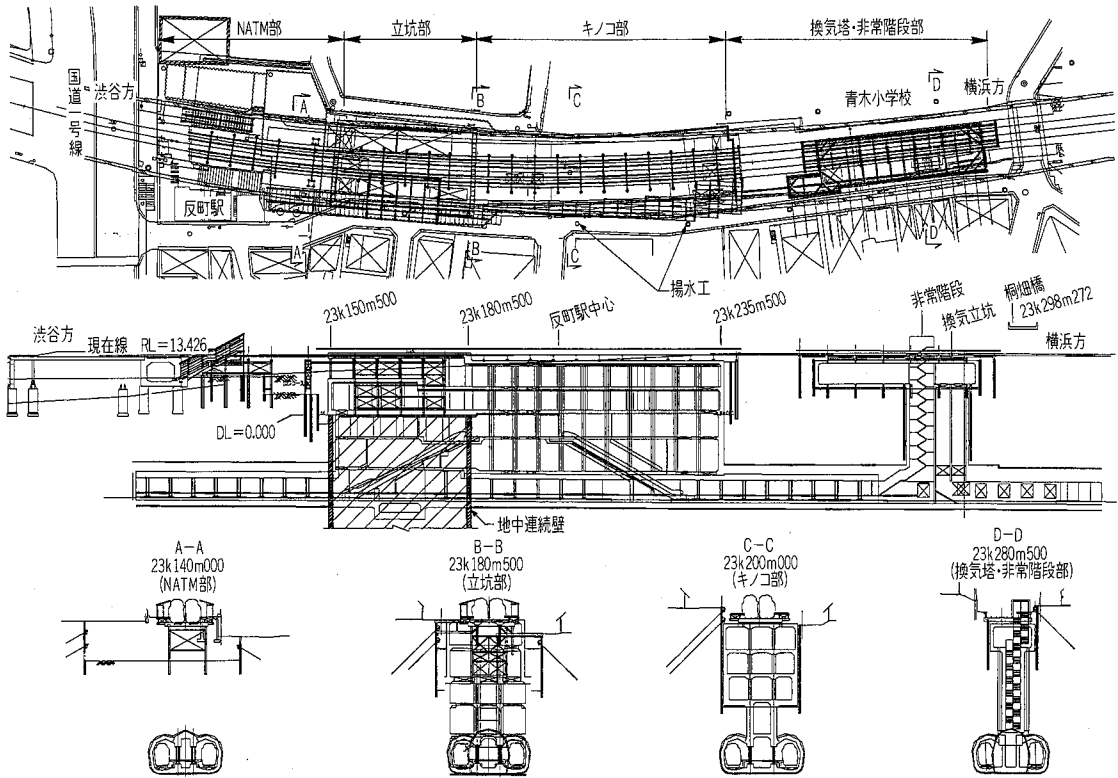 NATM部
立坑部
キノコ部
換気塔・非常階段部
国道一号線
渋谷方
A
B
C
D
青木小学校
横浜方
反町駅
A
B
C
D
揚水工
23k150m500
23k180m500
反町駅中心
23k235m500
非常階段
換気立坑
桐畑橋
23k298m272
渋谷方
現在線 RL=13.426
横浜方
DL=0.000
地中連続壁
A-A
23k140m000
(NATM部)
B-B
23k180m500
(立坑部)
C-C
23k200m000
(キノコ部)
D-D
23k280m500
(換気塔・非常階段部)